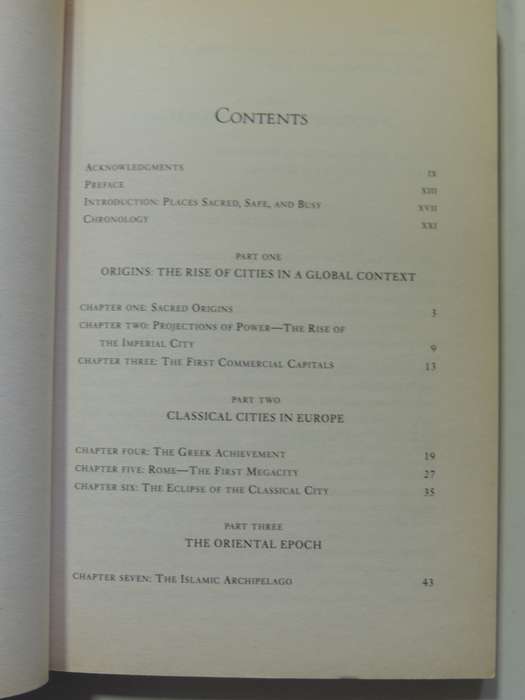 CONTENTS
ACKNOWLEDGMENTS IX
PREFACE XIII
INTRODUCTION: PLACES SACRED, SAFE, AND BUSY XVII
CHRONOLOGY XXI
PART ONE
ORIGINS: THE RISE OF CITIES IN A GLOBAL CONTEXT
CHAPTER ONE: SACRED ORIGINS 3
CHAPTER TWO: PROJECTIONS OF POWER—THE RISE OF
THE IMPERIAL CITY 9
CHAPTER THREE: THE FIRST COMMERCIAL CAPITALS 13
PART TWO
CLASSICAL CITIES IN EUROPE
CHAPTER FOUR: THE GREEK ACHIEVEMENT 19
CHAPTER FIVE: ROME—THE FIRST MEGACITY 27
CHAPTER SIX: THE ECLIPSE OF THE CLASSICAL CITY 35
PART THREE
THE ORIENTAL EPOCH
CHAPTER SEVEN: THE ISLAMIC ARCHIPELAGO 43